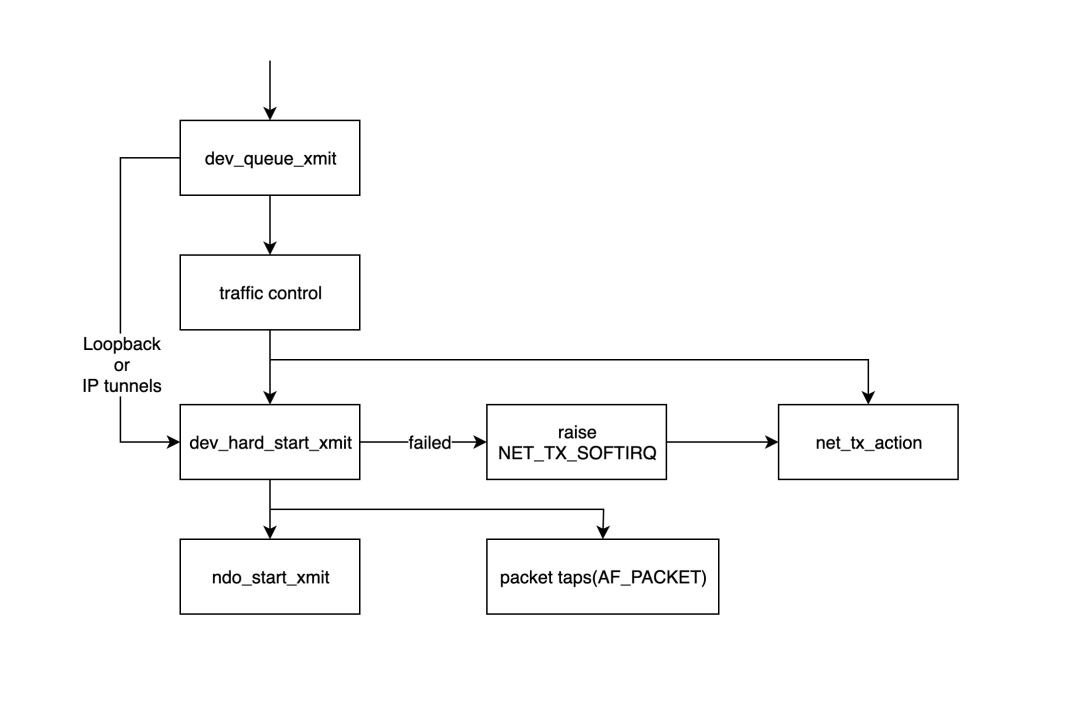 dev_queue_xmit
traffic control
Loopback
or
IP tunnels
dev_hard_start_xmit
failed
raise
NET_TX_SOFTIRQ
net_tx_action
ndo_start_xmit
packet taps(AF_PACKET)